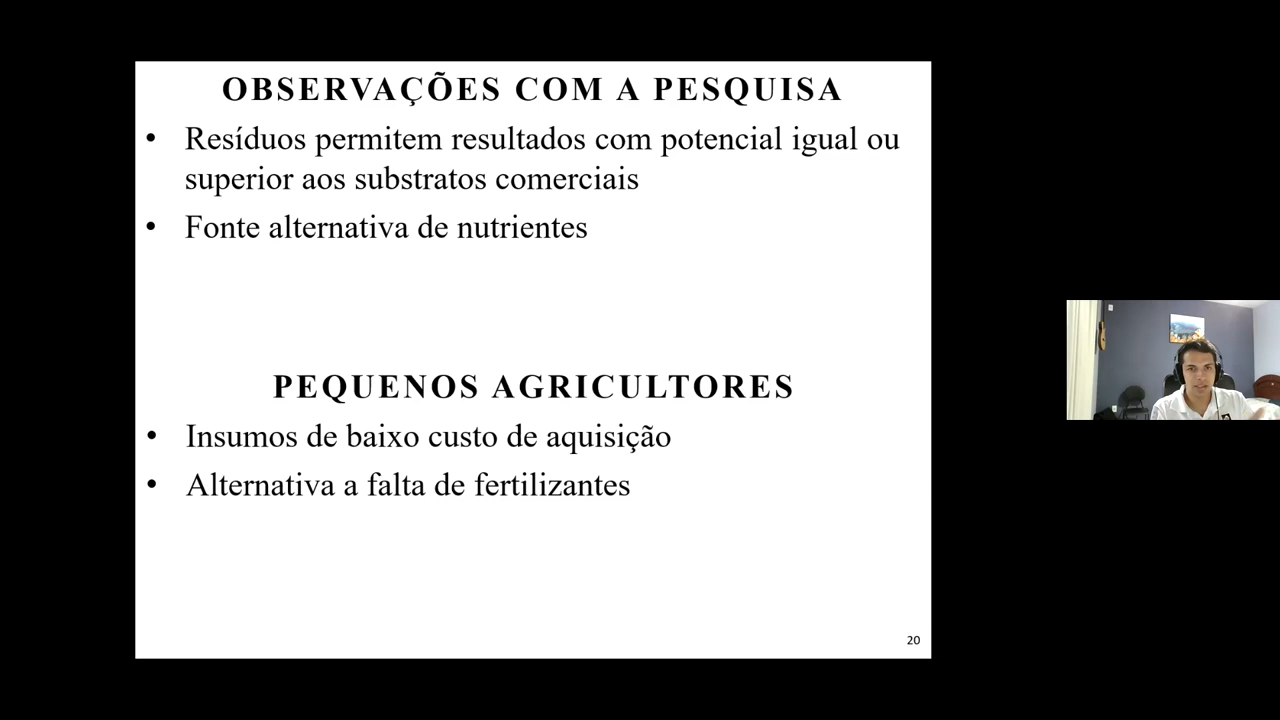 OBSERVAÇÕES COM A PESQUISA
• Resíduos permitem resultados com potencial igual ou
superior aos substratos comerciais
• Fonte alternativa de nutrientes
PEQUENOS AGRICULTORES
• Insumos de baixo custo de aquisição
• Alternativa a falta de fertilizantes
20